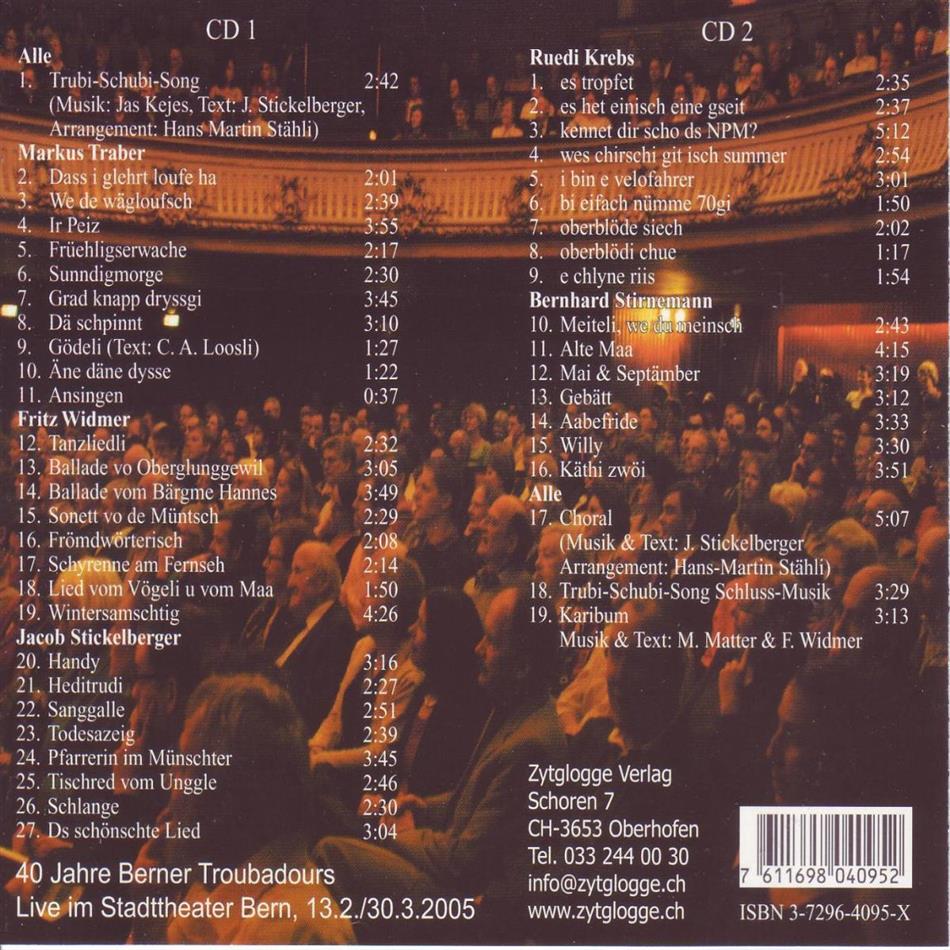 CD 1
Alle
1. Trubi-Schubi-Song 2:42
(Musik: Jas Kejes, Text: J. Stickelberger,
Arrangement: Hans Martin Stähli)
Markus Traber
2. Dass i glehrt loufe ha 2:01
3. We de wägloufsch 2:39
4. Ir Peiz 3:55
5. Früehligserwache 2:17
6. Sunndigmorge 2:30
7. Grad knapp dryssgi 3:45
8. Dä schpinnt 3:10
9. Gödeli (Text: C. A. Loosli) 1:27
10. Äne däne dysse 1:22
11. Ansingen 0:37
Fritz Widmer
12. Tanzliedli 2:32
13. Ballade vo Oberglunggewil 3:05
14. Ballade vom Bärgme Hannes 3:49
15. Sonett vo de Müntsch 2:29
16. Frömdwörterisch 2:08
17. Schyrenne am Fernseh 2:14
18. Lied vom Vögeli u vom Maa 1:50
19. Wintersamschtig 4:26
Jacob Stickelberger
20. Handy 3:16
21. Heditrudi 2:27
22. Sanggalle 2:51
23. Todesazeig 2:39
24. Pfarrerin im Münschter 3:45
25. Tischred vom Unggle 2:46
26. Schlange 2:30
27. Ds schönschte Lied 3:04
40 Jahre Berner Troubadours
Live im Stadttheater Bern, 13.2./30.3.2005
CD 2
Ruedi Krebs
1. es tropfet 2:35
2. es het einisch eine gseit 2:37
3. kennet dir scho ds NPM? 5:12
4. wes chirschi git isch summer 2:54
5. i bin e velofahrer 3:01
6. bi eifach nümme 70gi 1:50
7. oberblöde siech 2:02
8. oberblödi chue 1:17
9. e chlyne riis 1:54
Bernhard Stirnemann
10. Meiteli, we du meinsch 2:43
11. Alte Maa 4:15
12. Mai & Septämber 3:19
13. Gebätt 3:12
14. Aabefride 3:33
15. Willy 3:30
16. Käthi zwöi 3:51
Alle
17. Choral 5:07
(Musik & Text: J. Stickelberger
Arrangement: Hans-Martin Stähli)
18. Trubi-Schubi-Song Schluss-Musik 3:29
19. Karibum 3:13
Musik & Text: M. Matter & F. Widmer
Zytglogge Verlag
Schoren 7
CH-3653 Oberhofen
Tel. 033 244 00 30
info@zytglogge.ch
www.zytglogge.ch
7 611698 040952
ISBN 3-7296-4095-X